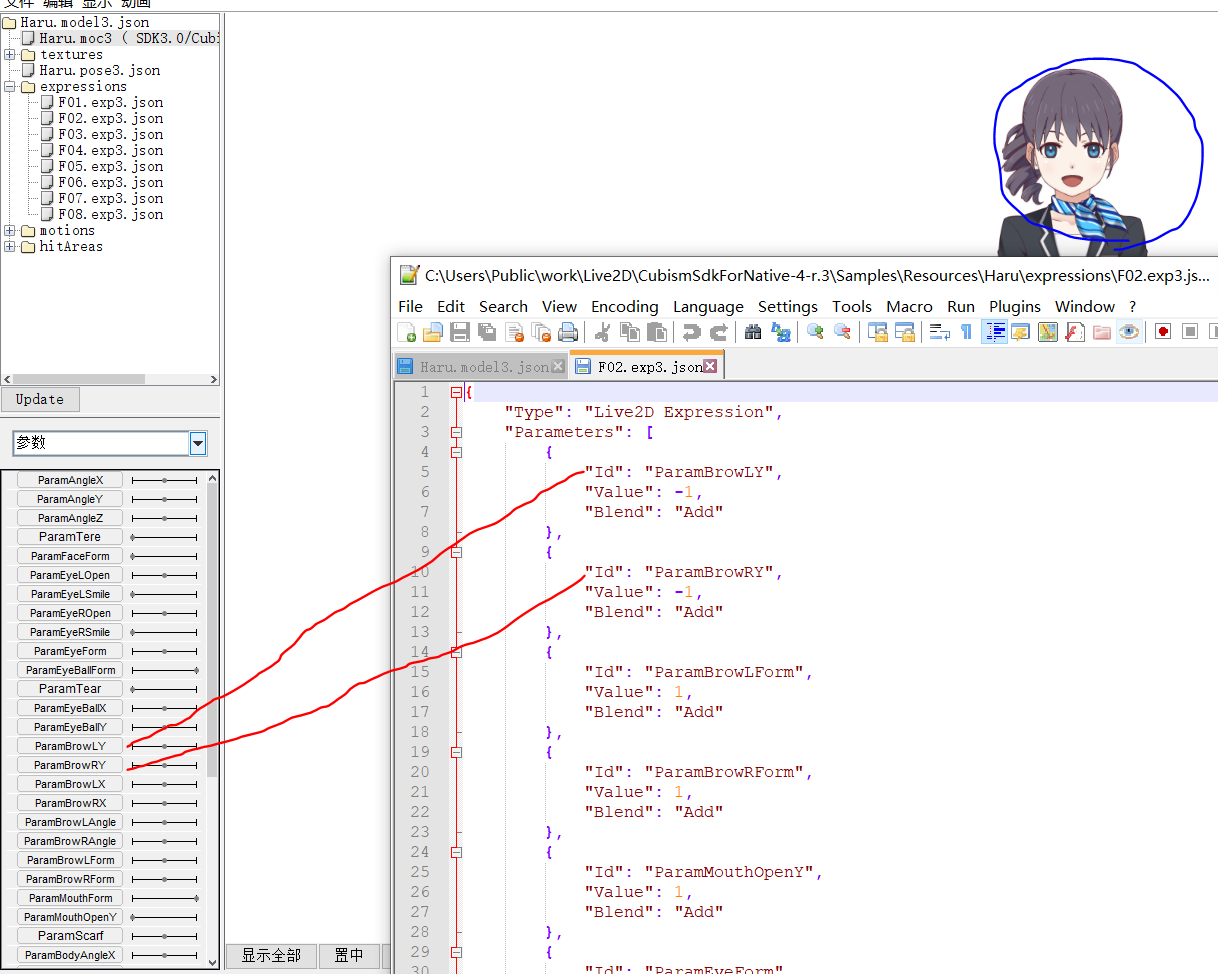 文件 编辑 显示 动画
Haru.model3.json
Haru.moc3 ( SDK3.0/Cubi
textures
Haru.pose3.json
expressions
F01.exp3.json
F02.exp3.json
F03.exp3.json
F04.exp3.json
F05.exp3.json
F06.exp3.json
F07.exp3.json
F08.exp3.json
motions
hitAreas
Update
参数
ParamAngleX
ParamAngleY
ParamAngleZ
ParamTere
ParamFaceForm
ParamEyeLOpen
ParamEyeLSmile
ParamEyeROpen
ParamEyeRSmile
ParamEyeForm
ParamEyeBallForm
ParamTear
ParamEyeBallX
ParamEyeBallY
ParamBrowLY
ParamBrowRY
ParamBrowLX
ParamBrowRX
ParamBrowLAngle
ParamBrowRAngle
ParamBrowLForm
ParamBrowRForm
ParamMouthForm
ParamMouthOpenY
ParamScarf
ParamBodyAngleX
显示全部 置中
C:\Users\Public\work\Live2D\CubismSdkForNative-4-r.3\Samples\Resources\Haru\expressions\F02.exp3.js...
File Edit Search View Encoding Language Settings Tools Macro Run Plugins Window ?
Haru.model3.json F02.exp3.json
1 {
2 "Type": "Live2D Expression",
3 "Parameters": [
4 {
5 "Id": "ParamBrowLY",
6 "Value": -1,
7 "Blend": "Add"
8 },
9 {
10 "Id": "ParamBrowRY",
11 "Value": -1,
12 "Blend": "Add"
13 },
14 {
15 "Id": "ParamBrowLForm",
16 "Value": 1,
17 "Blend": "Add"
18 },
19 {
20 "Id": "ParamBrowRForm",
21 "Value": 1,
22 "Blend": "Add"
23 },
24 {
25 "Id": "ParamMouthOpenY",
26 "Value": 1,
27 "Blend": "Add"
28 },
29 {
30 "Id": "ParamEyeForm"